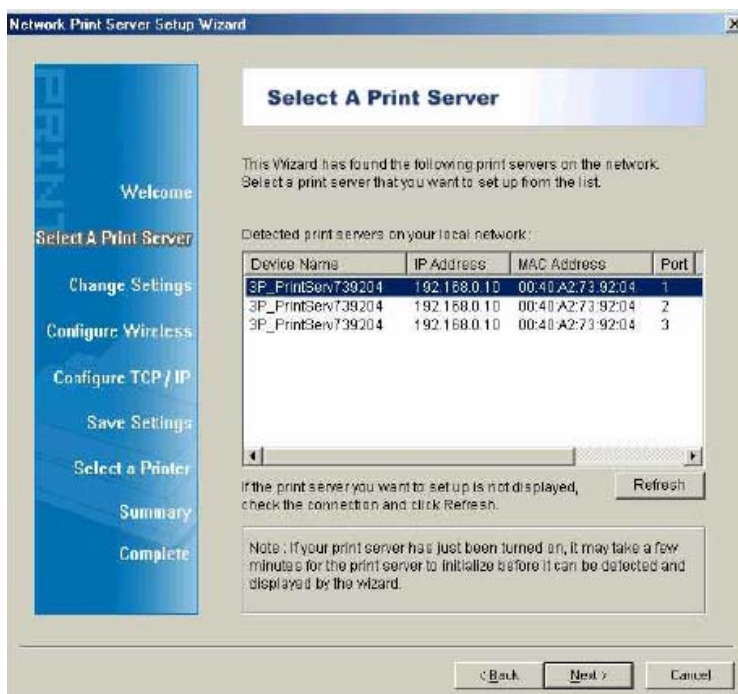 Network Print Server Setup Wizard
PRINT
Select A Print Server
This Wizard has found the following print servers on the network.
Select a print server that you want to set up from the list.
Welcome
Select A Print Server
Change Settings
Configure Wireless
Configure TCP / IP
Save Settings
Select a Printer
Summary
Complete
Detected print servers on your local network:
Device Name IP Address MAC Address Port
3P_PrintServ739204 192.168.0.10 00:40:A2:73:92:04 1
3P_PrintServ739204 192.168.0.10 00:40:A2:73:92:04 2
3P_PrintServ739204 192.168.0.10 00:40:A2:73:92:04 3
If the print server you want to set up is not displayed,
check the connection and click Refresh.
Refresh
Note : If your print server has just been turned on, it may take a few
minutes for the print server to initialize before it can be detected and
displayed by the wizard.
< Back Next > Cancel